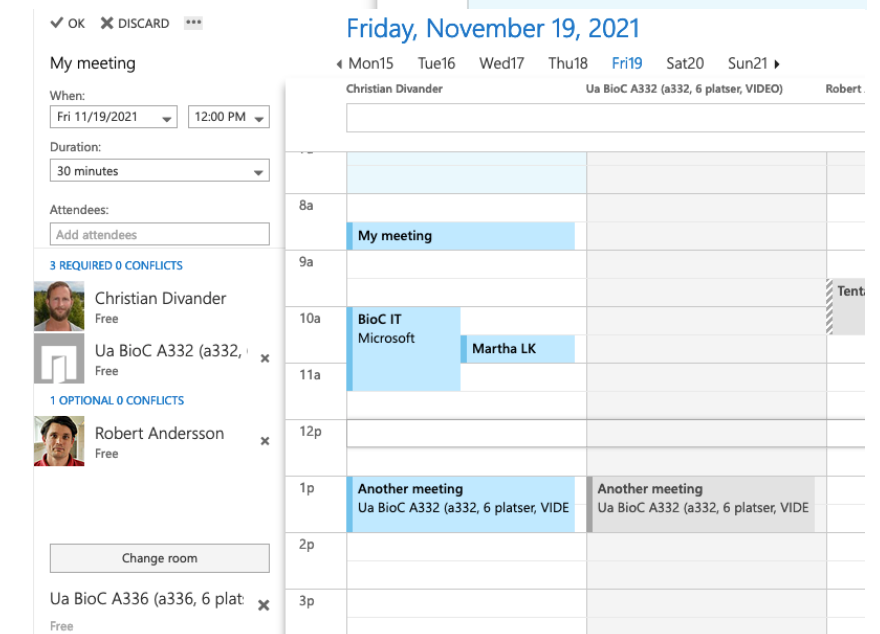 OK DISCARD •••
My meeting
When:
Fri 11/19/2021 12:00 PM
Duration:
30 minutes
Attendees:
Add attendees
3 REQUIRED 0 CONFLICTS
Christian Divander
Free
Ua BioC A332 (a332,
Free
1 OPTIONAL 0 CONFLICTS
Robert Andersson
Free
Change room
Ua BioC A336 (a336, 6 plat
Free
Friday, November 19, 2021
Mon15 Tue16 Wed17 Thu18 Fri19 Sat20 Sun21
Christian Divander Ua BioC A332 (a332, 6 platser, VIDEO) Robert
8a
My meeting
9a
Tent
10a BioC IT
Microsoft
Martha LK
11a
12p
1p Another meeting Another meeting
Ua BioC A332 (a332, 6 platser, VIDE Ua BioC A332 (a332, 6 platser, VIDE
2p
3p